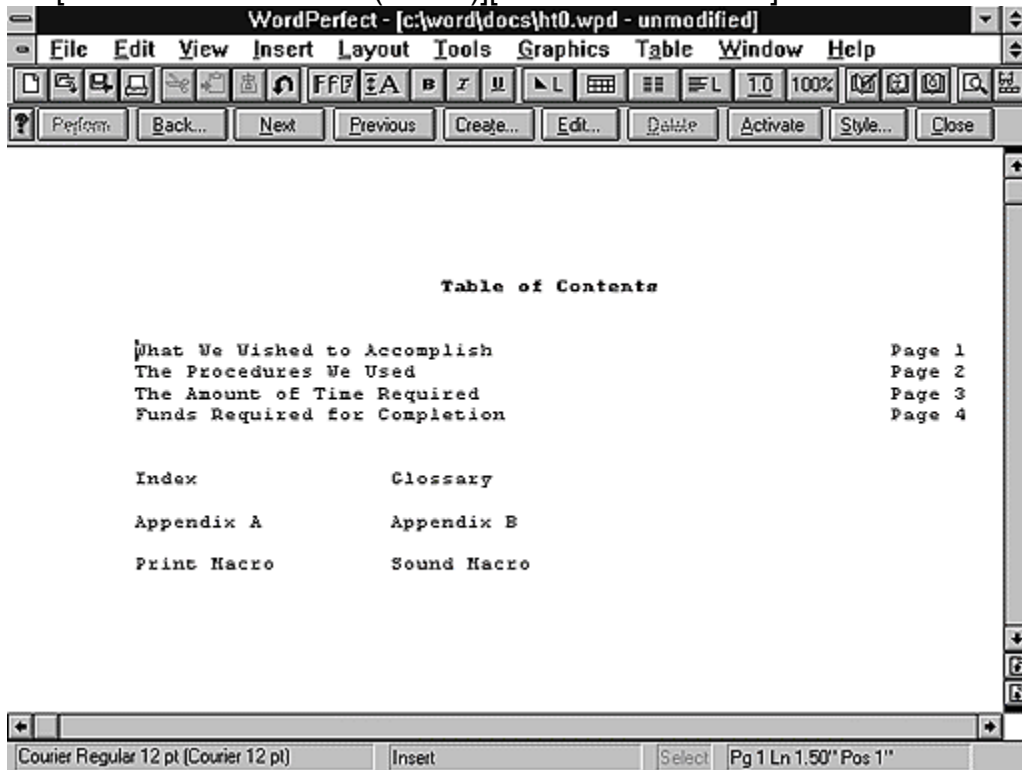 WordPerfect - [c:\word\docs\ht0.wpd - unmodified]
File Edit View Insert Layout Tools Graphics Table Window Help
B I U L L 1.0 100%
? Perform Back... Next Previous Create... Edit... Delete Activate Style... Close
Table of Contents
What We Wished to Accomplish Page 1
The Procedures We Used Page 2
The Amount of Time Required Page 3
Funds Required for Completion Page 4
Index Glossary
Appendix A Appendix B
Print Macro Sound Macro
Courier Regular 12 pt (Courier 12 pt) Insert Select Pg 1 Ln 1.50" Pos 1"